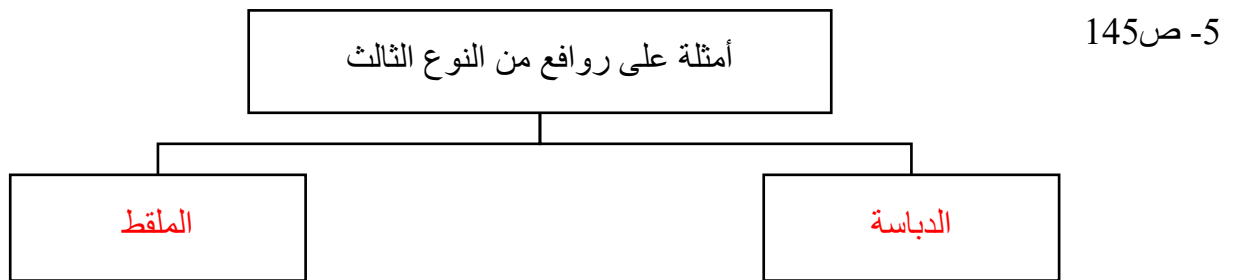 5- ص145
أمثلة على روافع من النوع الثالث
الدباسة
الملقط